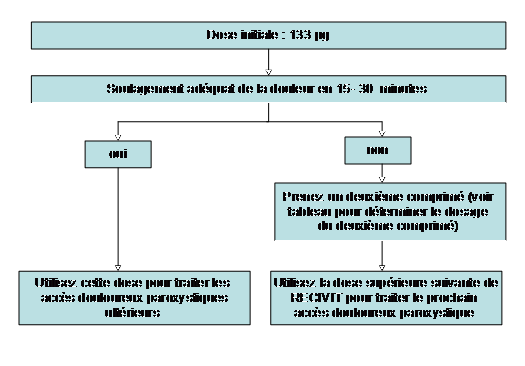 Dose initiale : 133 µg
Soulagement adéquat de la douleur en 15- 30 minutes
oui
non
Prenez un deuxième comprimé (voir
tableau pour déterminer le dosage
du deuxième comprimé)
Utilisez cette dose pour traiter les
accès douloureux paroxystiques
ultérieurs
Utilisez la dose supérieure suivante de
pour traiter le prochain
accès douloureux paroxystique